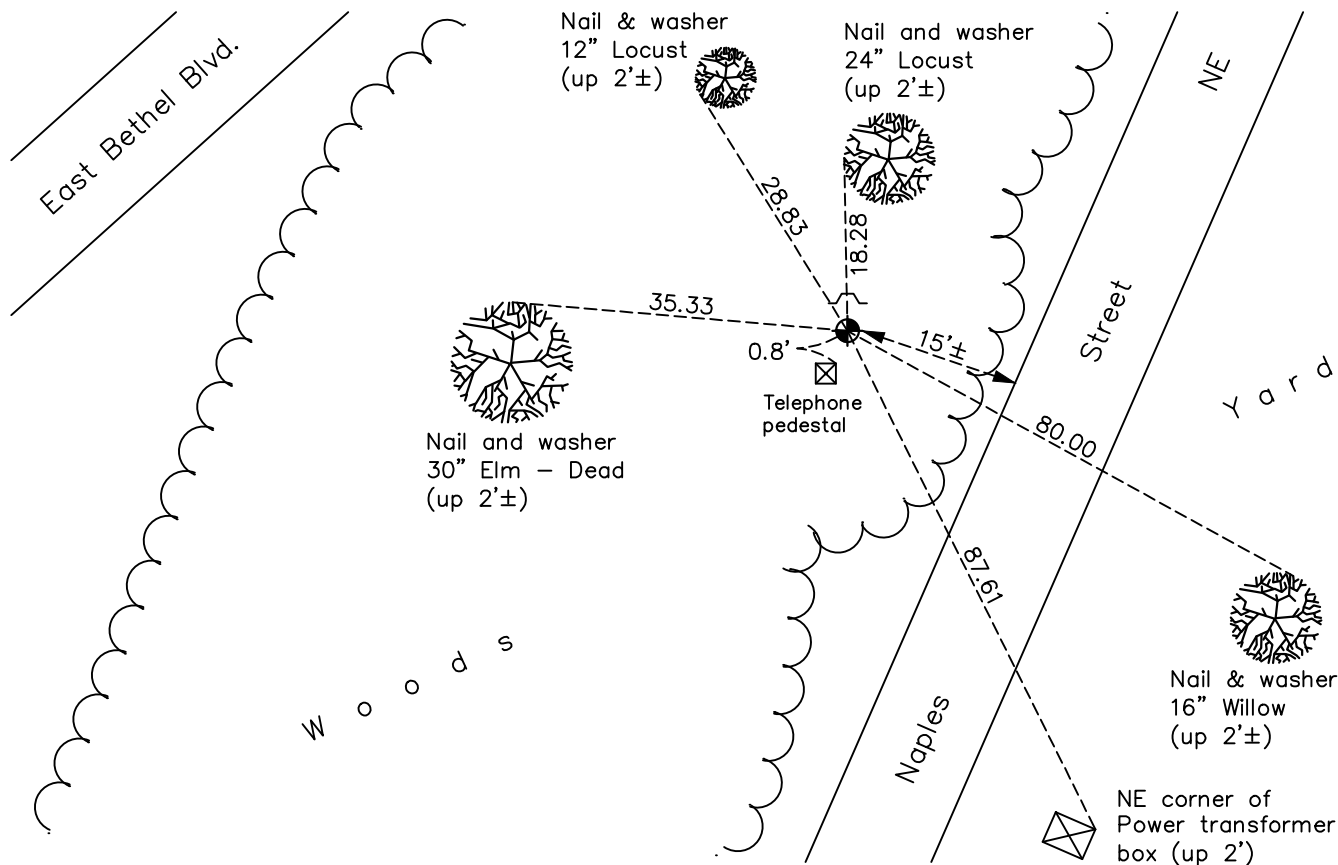 East Bethel Blvd.
Nail & washer
12" Locust
(up 2'±)
Nail and washer
24" Locust
(up 2'±)
NE
28.83
18.28
35.33
0.8'
15'±
Street
Telephone
pedestal
Yard
80.00
Nail and washer
30" Elm – Dead
(up 2'±)
87.61
Woods
Nail & washer
16" Willow
(up 2'±)
Naples
NE corner of
Power transformer
box (up 2')